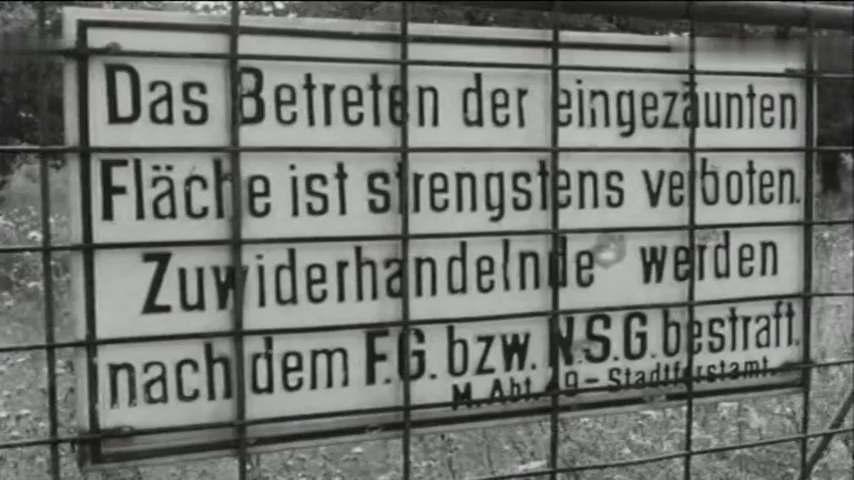 Das Betreten der eingezäunten
Fläche ist strengstens verboten.
Zuwiderhandelnde werden
nach dem F.G. bzw. N.S.G. bestraft.
M. Abt. 49 - Stadtforstamt.